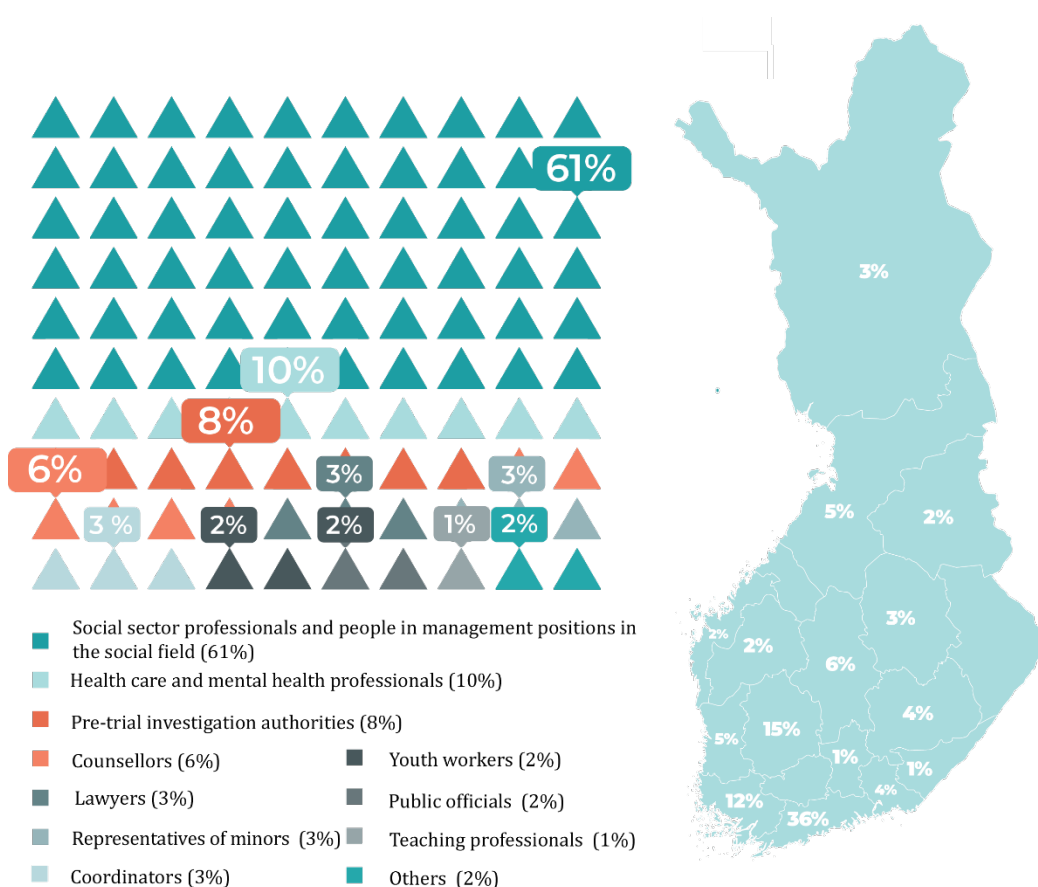 61%
10%
8%
6%
3%
3%
3 %
2%
2%
1%
2%
Social sector professionals and people in management positions in
the social field (61%)
Health care and mental health professionals (10%)
Pre-trial investigation authorities (8%)
Counsellors (6%)
Lawyers (3%)
Representatives of minors (3%)
Coordinators (3%)
Youth workers (2%)
Public officials (2%)
Teaching professionals (1%)
Others (2%)
3%
5%
2%
3%
2%
2%
6%
4%
15%
5%
1%
1%
4%
12%
36%